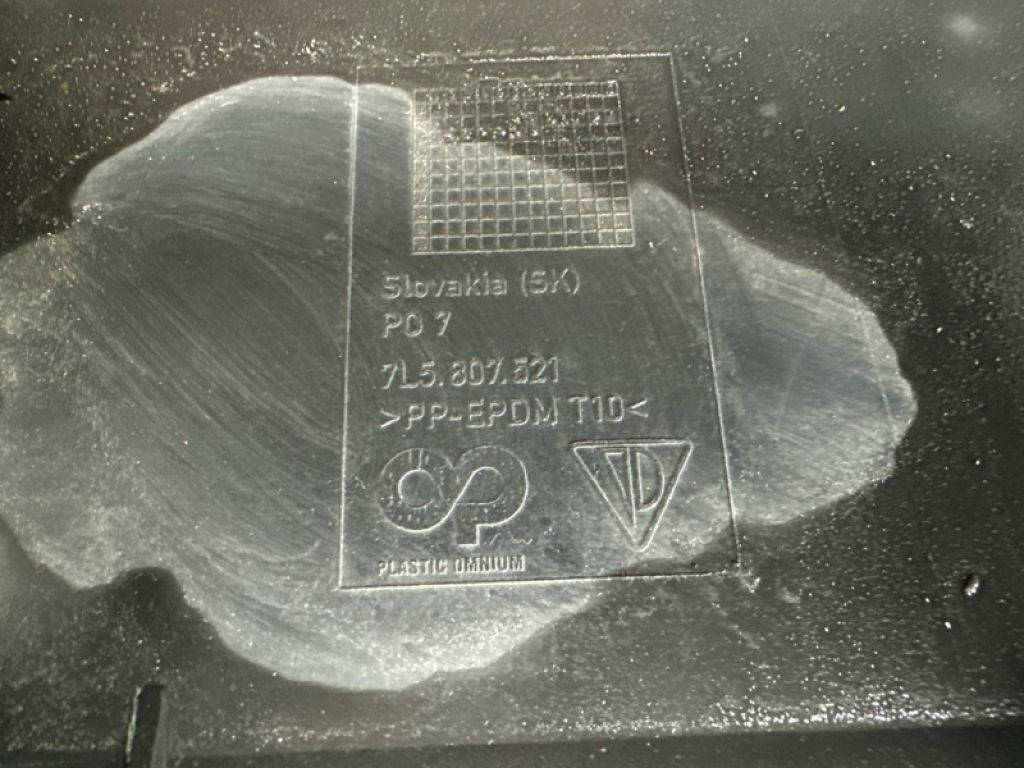 Slovakia (SK)
PO 7
7L5.807.521
>PP-EPDM T10<
PLASTIC OMNIUM